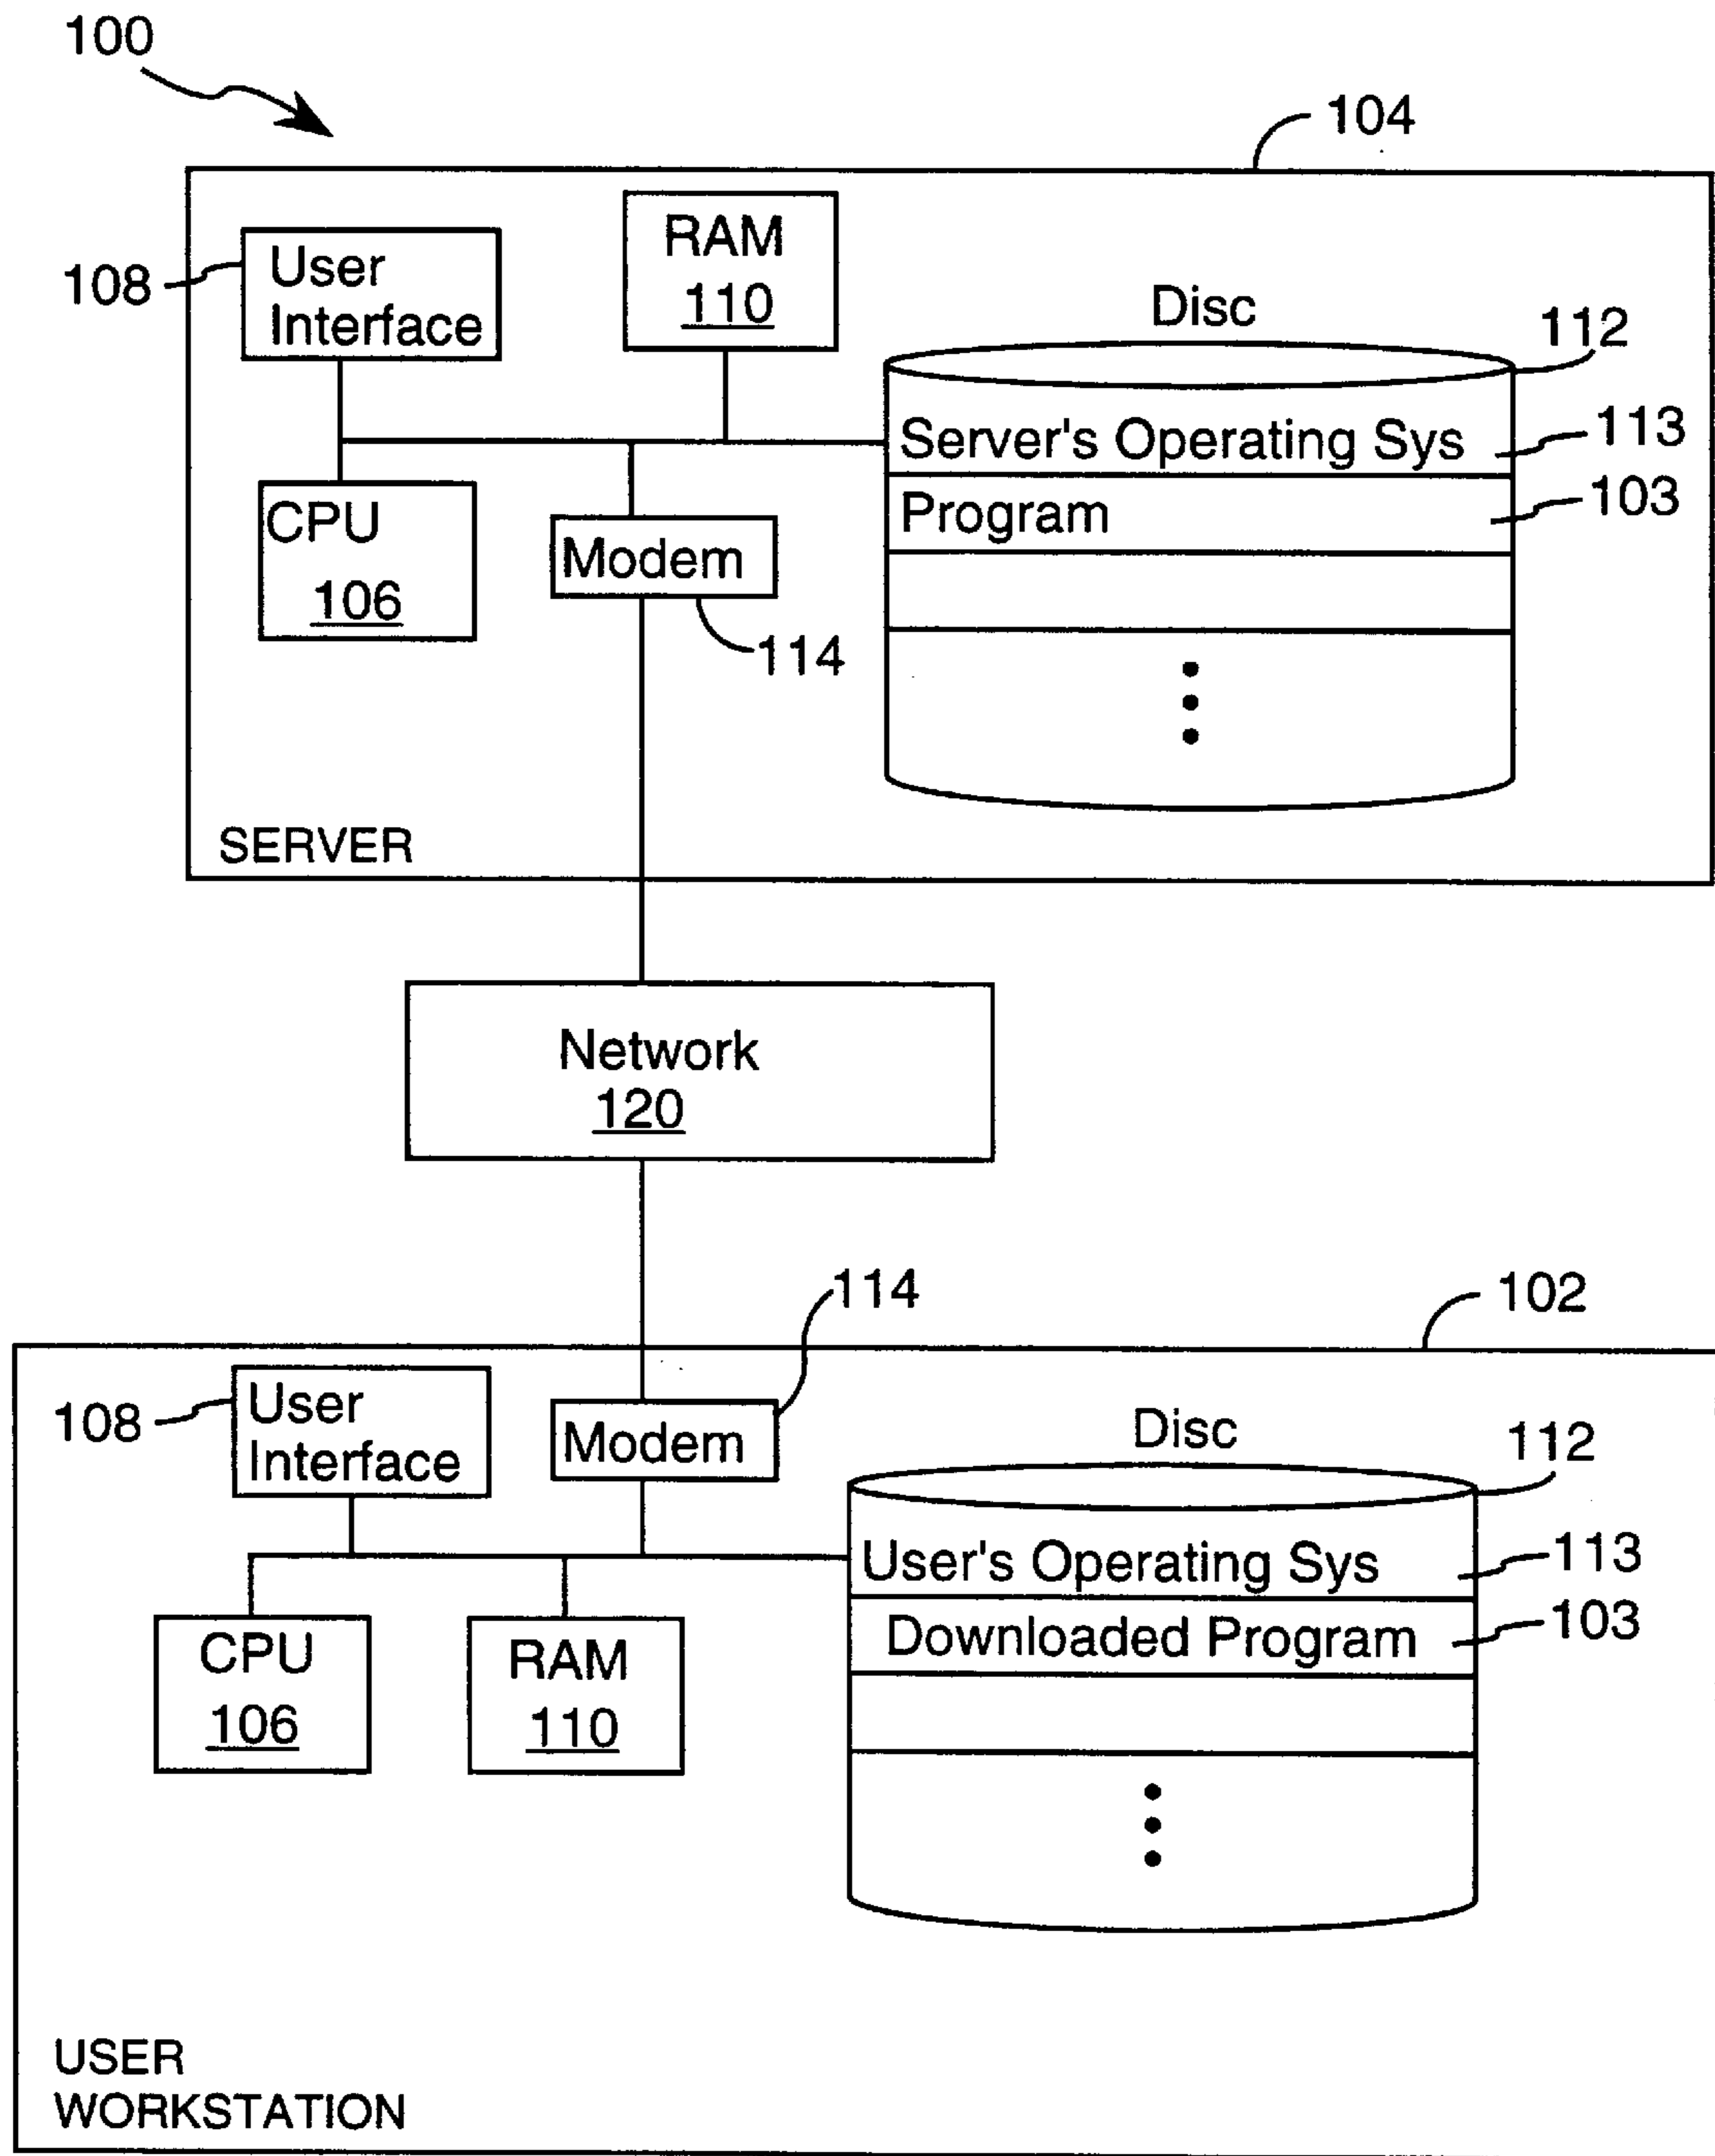 100
104
108
User
Interface
RAM
110
Disc
112
Server's Operating Sys
113
Program
103
CPU
106
Modem
114
SERVER
Network
120
114
102
108
User
Interface
Modem
Disc
112
User's Operating Sys
113
Downloaded Program
103
CPU
106
RAM
110
USER
WORKSTATION